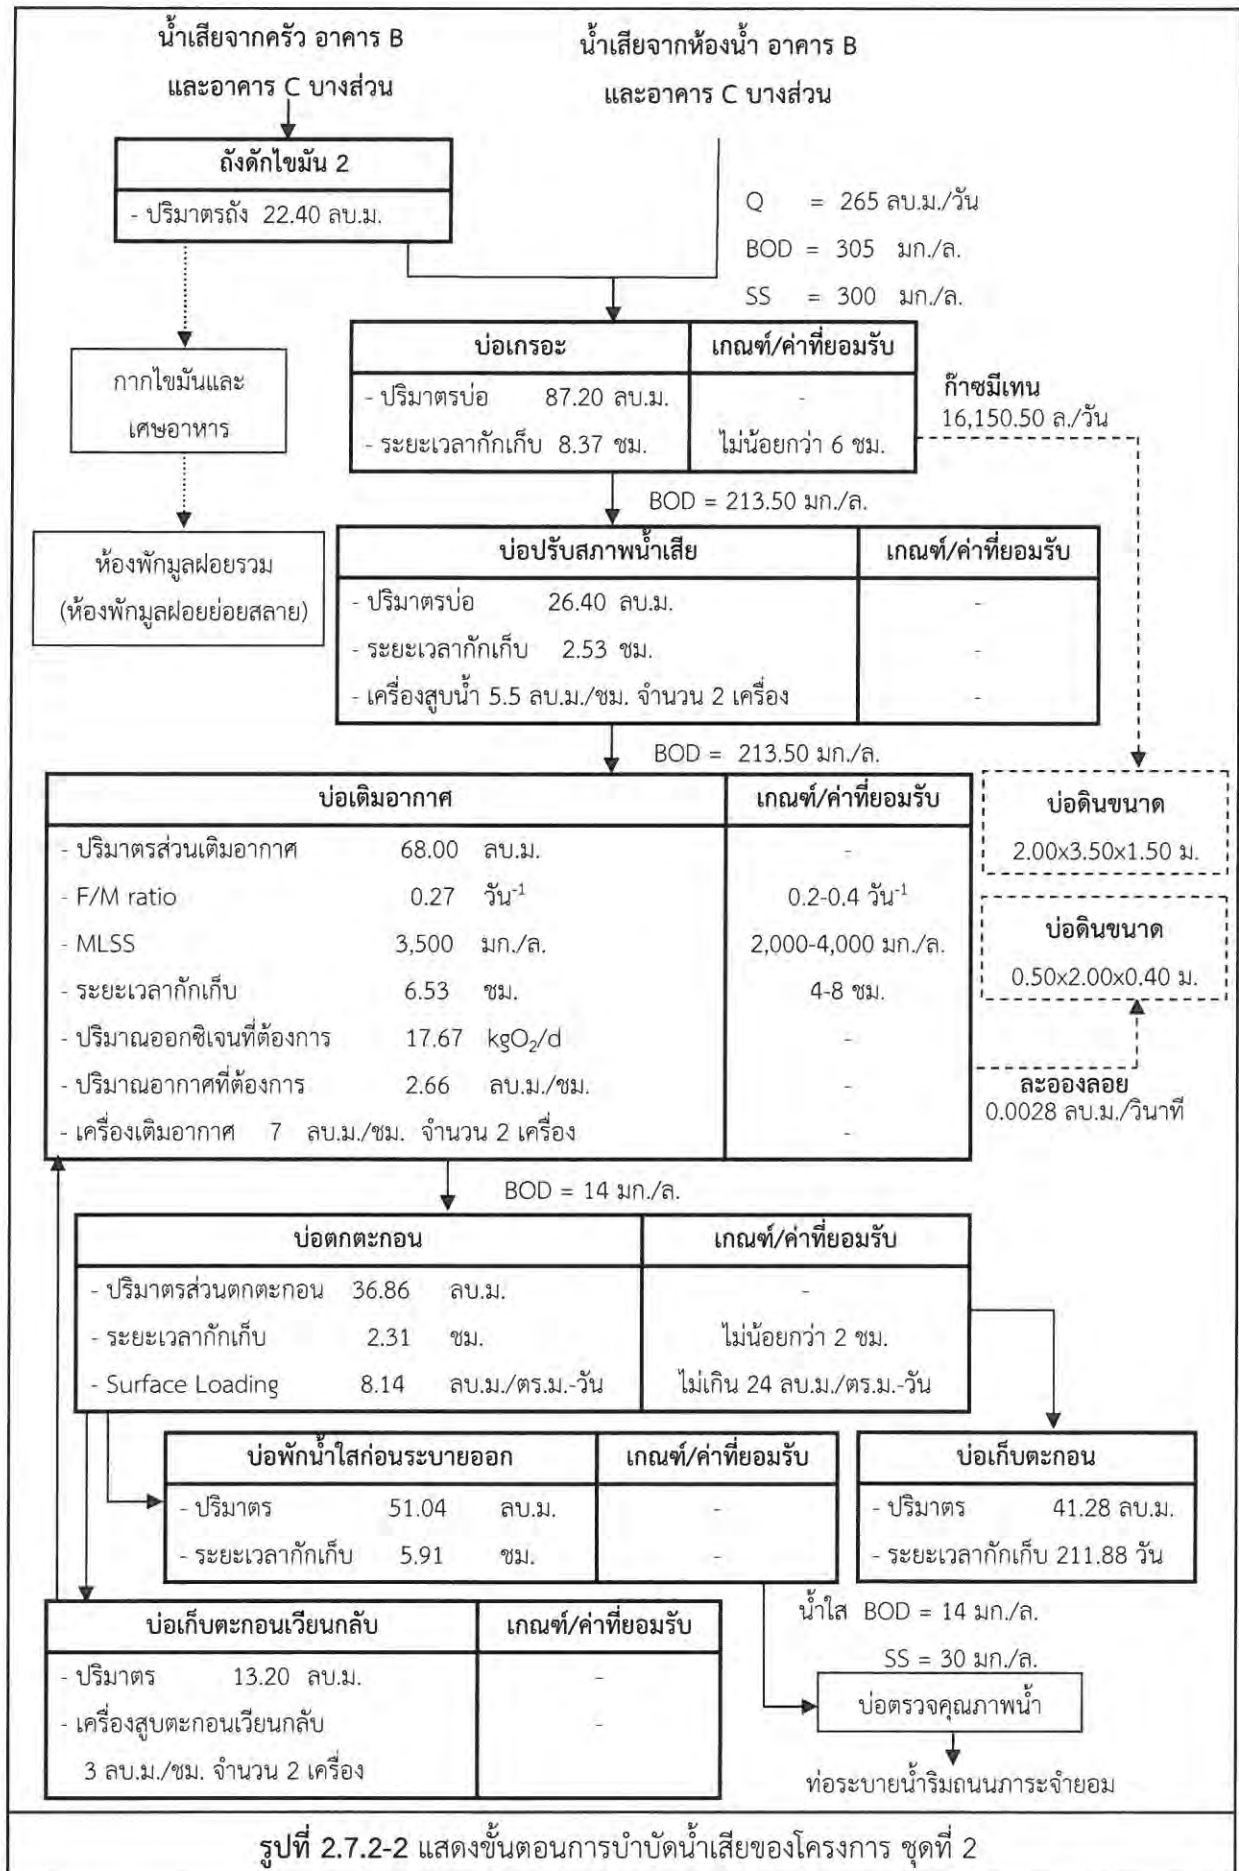 น้ำเสียจากครัว อาคาร B
และอาคาร C บางส่วน
น้ำเสียจากห้องน้ำ อาคาร B
และอาคาร C บางส่วน
ถังดักไขมัน 2
- ปริมาตรถัง 22.40 ลบ.ม.
Q = 265 ลบ.ม./วัน
BOD = 305 มก./ล.
SS = 300 มก./ล.
กากไขมันและ
เศษอาหาร
ห้องพักมูลฝอยรวม
(ห้องพักมูลฝอยย่อยสลาย)
บ่อเกรอะ เกณฑ์/ค่าที่ยอมรับ
- ปริมาตรบ่อ 87.20 ลบ.ม. -
- ระยะเวลากักเก็บ 8.37 ชม. ไม่น้อยกว่า 6 ชม.
ก๊าซมีเทน
16,150.50 ล./วัน
BOD = 213.50 มก./ล.
บ่อปรับสภาพน้ำเสีย เกณฑ์/ค่าที่ยอมรับ
- ปริมาตรบ่อ 26.40 ลบ.ม. -
- ระยะเวลากักเก็บ 2.53 ชม. -
- เครื่องสูบน้ำ 5.5 ลบ.ม./ชม. จำนวน 2 เครื่อง -
BOD = 213.50 มก./ล.
บ่อเติมอากาศ เกณฑ์/ค่าที่ยอมรับ
- ปริมาตรส่วนเติมอากาศ 68.00 ลบ.ม. -
- F/M ratio 0.27 วัน⁻¹ 0.2-0.4 วัน⁻¹
- MLSS 3,500 มก./ล. 2,000-4,000 มก./ล.
- ระยะเวลากักเก็บ 6.53 ชม. 4-8 ชม.
- ปริมาณออกซิเจนที่ต้องการ 17.67 kgO₂/d -
- ปริมาณอากาศที่ต้องการ 2.66 ลบ.ม./ชม. -
- เครื่องเติมอากาศ 7 ลบ.ม./ชม. จำนวน 2 เครื่อง -
บ่อดินขนาด
2.00x3.50x1.50 ม.
บ่อดินขนาด
0.50x2.00x0.40 ม.
ละอองลอย
0.0028 ลบ.ม./วินาที
BOD = 14 มก./ล.
บ่อตกตะกอน เกณฑ์/ค่าที่ยอมรับ
- ปริมาตรส่วนตกตะกอน 36.86 ลบ.ม. -
- ระยะเวลากักเก็บ 2.31 ชม. ไม่น้อยกว่า 2 ชม.
- Surface Loading 8.14 ลบ.ม./ตร.ม.-วัน ไม่เกิน 24 ลบ.ม./ตร.ม.-วัน
บ่อพักน้ำใสก่อนระบายออก เกณฑ์/ค่าที่ยอมรับ
- ปริมาตร 51.04 ลบ.ม. -
- ระยะเวลากักเก็บ 5.91 ชม. -
บ่อเก็บตะกอน
- ปริมาตร 41.28 ลบ.ม.
- ระยะเวลากักเก็บ 211.88 วัน
บ่อเก็บตะกอนเวียนกลับ เกณฑ์/ค่าที่ยอมรับ
- ปริมาตร 13.20 ลบ.ม. -
- เครื่องสูบตะกอนเวียนกลับ -
3 ลบ.ม./ชม. จำนวน 2 เครื่อง
น้ำใส BOD = 14 มก./ล.
SS = 30 มก./ล.
บ่อตรวจคุณภาพน้ำ
ท่อระบายน้ำริมถนนภาระจำยอม
รูปที่ 2.7.2-2 แสดงขั้นตอนการบำบัดน้ำเสียของโครงการ ชุดที่ 2